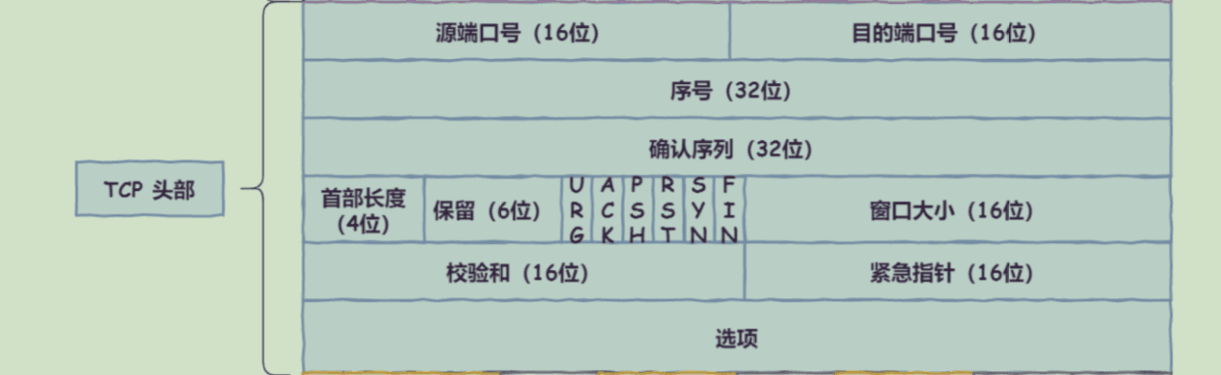 源端口号（16位）
目的端口号（16位）
序号（32位）
确认序列（32位）
TCP 头部
首部长度
（4位）
保留（6位）
URG
ACK
PSH
RST
SYN
FIN
窗口大小（16位）
校验和（16位）
紧急指针（16位）
选项